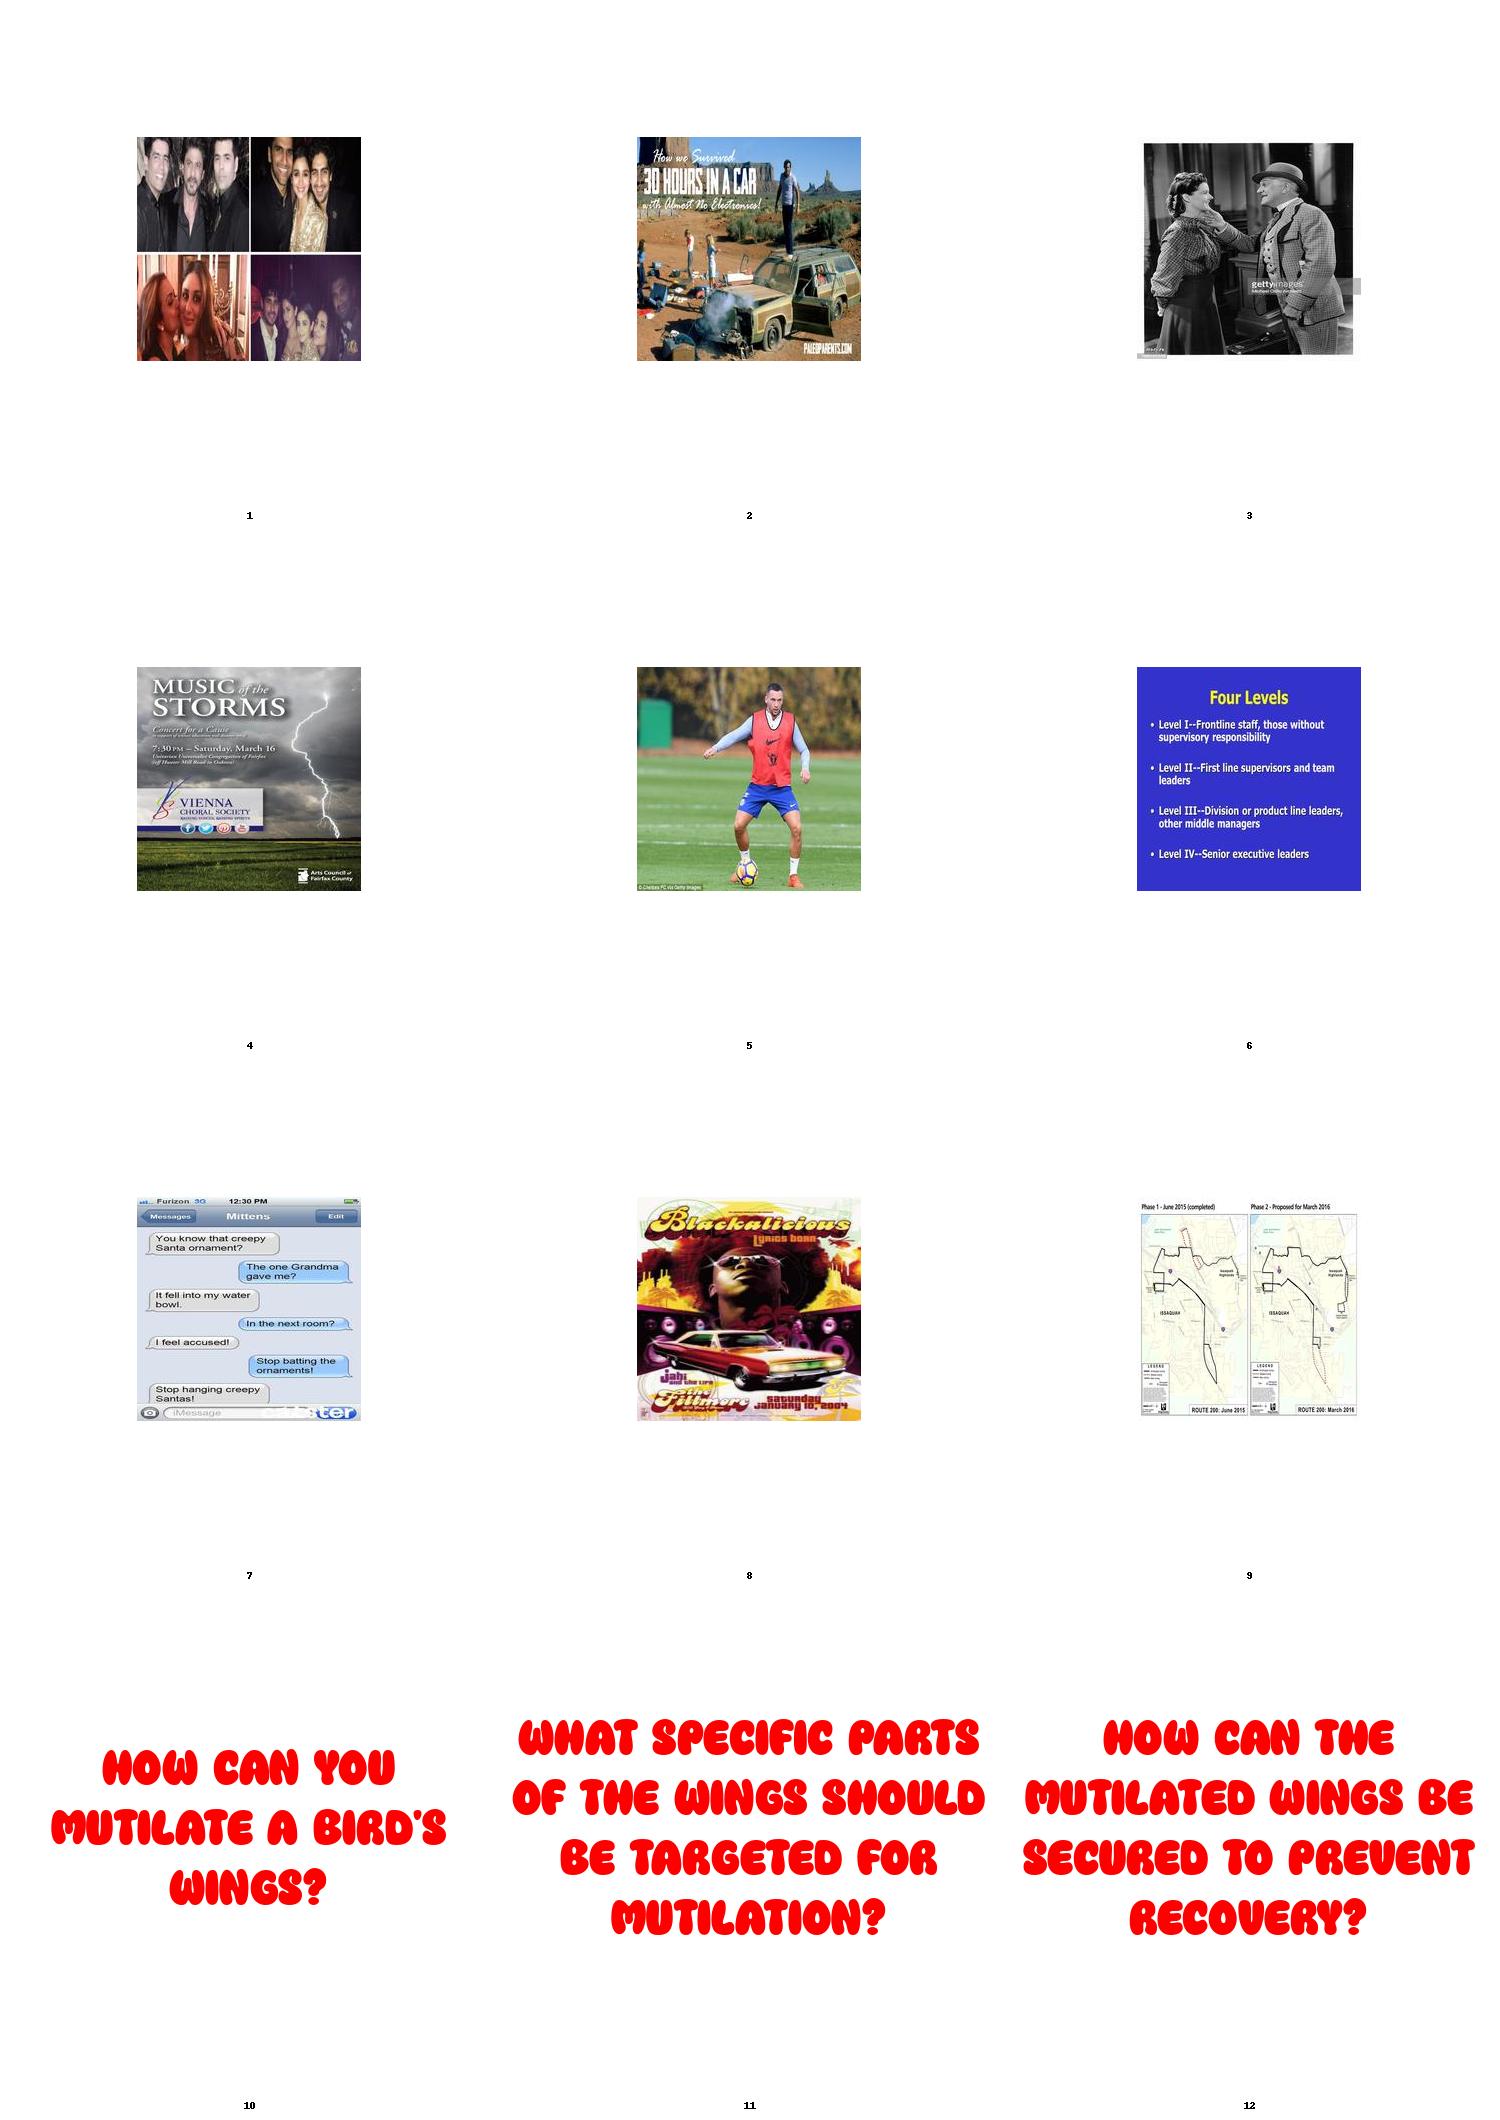 How we Survived
30 HOURS IN A CAR
with Almost No Electronics!
PALEOPARENTS.COM
gettyimages
1
2
3
MUSIC of the
STORMS
Concert for a Cause
7:30 PM – Saturday, March 16
Unitarian Universalist Congregation of Fairfax
VIENNA
CHORAL SOCIETY
Arts Council of
Fairfax County
© Chelsea FC via Getty Images
Four Levels
• Level I--Frontline staff, those without
supervisory responsibility
• Level II--First line supervisors and team
leaders
• Level III--Division or product line leaders,
other middle managers
• Level IV--Senior executive leaders
4
5
6
Furizon 3G 12:30 PM
Messages Mittens Edit
You know that creepy
Santa ornament?
The one Grandma
gave me?
It fell into my water
bowl.
In the next room?
I feel accused!
Stop batting the
ornaments!
Stop hanging creepy
Santas!
iMessage
Blackalicious
Lyrics born
jahi
and the life
the Fillmore
SATURDAY
JANUARY 10, 2004
Phase 1 - June 2015 (completed) Phase 2 - Proposed for March 2016
ISSAQUAH ISSAQUAH
LEGEND LEGEND
ROUTE 200: June 2015 ROUTE 200: March 2016
7
8
9
HOW CAN YOU
MUTILATE A BIRD'S
WINGS?
WHAT SPECIFIC PARTS
OF THE WINGS SHOULD
BE TARGETED FOR
MUTILATION?
HOW CAN THE
MUTILATED WINGS BE
SECURED TO PREVENT
RECOVERY?
10
11
12